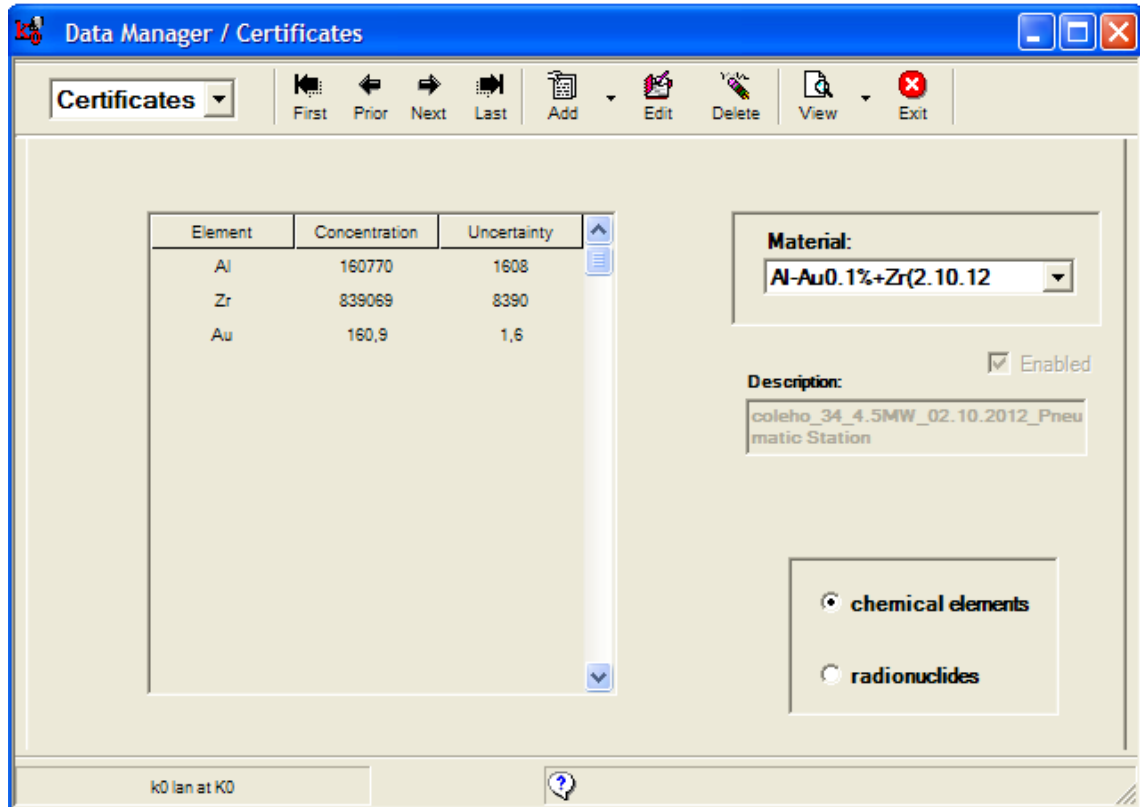 Data Manager / Certificates
Certificates
First Prior Next Last Add Edit Delete View Exit
Element Concentration Uncertainty
Al 160770 1608
Zr 839069 8390
Au 160,9 1,6
Material:
Al-Au0.1%+Zr(2.10.12
Enabled
Description:
coleho_34_4.5MW_02.10.2012_Pneu
matic Station
chemical elements
radionuclides
k0 Ian at K0